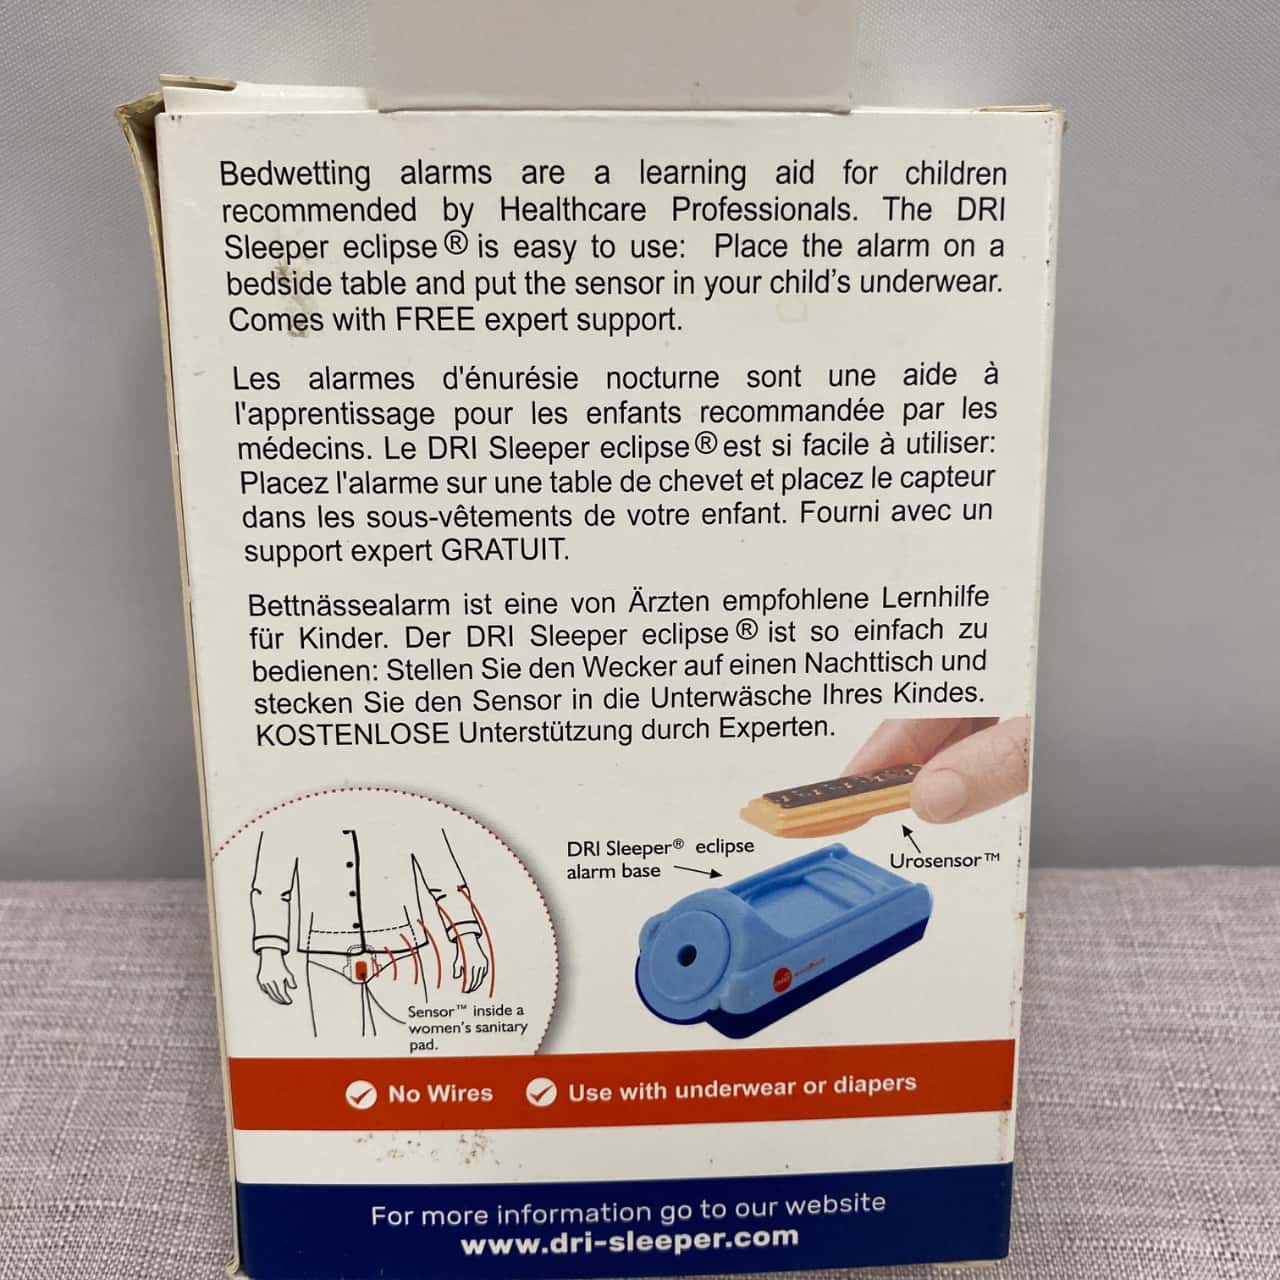 Bedwetting alarms are a learning aid for children
recommended by Healthcare Professionals. The DRI
Sleeper eclipse® is easy to use: Place the alarm on a
bedside table and put the sensor in your child's underwear.
Comes with FREE expert support.
Les alarmes d'énurésie nocturne sont une aide à
l'apprentissage pour les enfants recommandée par les
médecins. Le DRI Sleeper eclipse® est si facile à utiliser:
Placez l'alarme sur une table de chevet et placez le capteur
dans les sous-vêtements de votre enfant. Fourni avec un
support expert GRATUIT.
Bettnässealarm ist eine von Ärzten empfohlene Lernhilfe
für Kinder. Der DRI Sleeper eclipse® ist so einfach zu
bedienen: Stellen Sie den Wecker auf einen Nachttisch und
stecken Sie den Sensor in die Unterwäsche Ihres Kindes.
KOSTENLOSE Unterstützung durch Experten.
DRI Sleeper® eclipse
alarm base
Urosensor™
Sensor™ inside a
women's sanitary
pad.
No Wires
Use with underwear or diapers
For more information go to our website
www.dri-sleeper.com